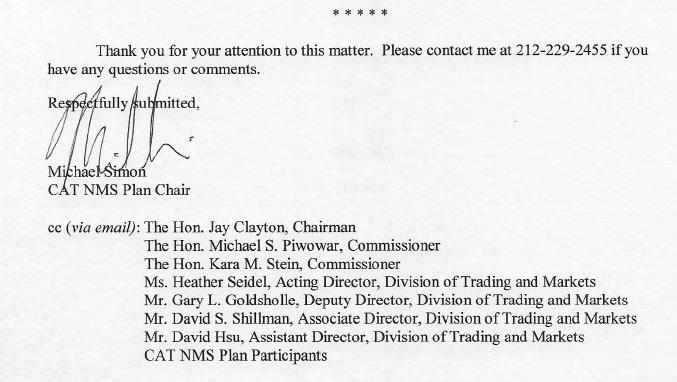 * * * * *
Thank you for your attention to this matter. Please contact me at 212-229-2455 if you
have any questions or comments.
Respectfully submitted,
Michael Simon
CAT NMS Plan Chair
cc (via email): The Hon. Jay Clayton, Chairman
The Hon. Michael S. Piwowar, Commissioner
The Hon. Kara M. Stein, Commissioner
Ms. Heather Seidel, Acting Director, Division of Trading and Markets
Mr. Gary L. Goldsholle, Deputy Director, Division of Trading and Markets
Mr. David S. Shillman, Associate Director, Division of Trading and Markets
Mr. David Hsu, Assistant Director, Division of Trading and Markets
CAT NMS Plan Participants